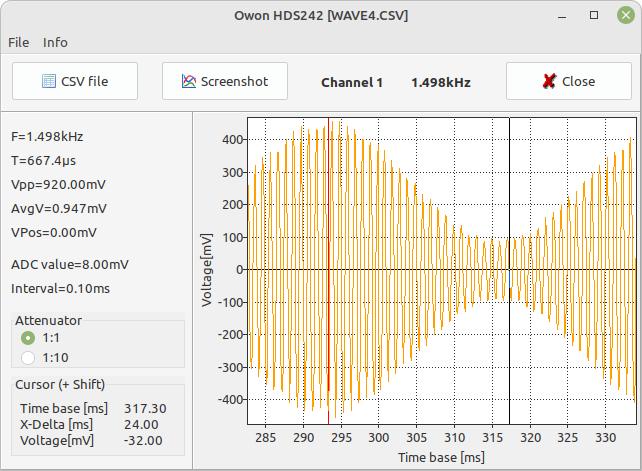 Owon HDS242 [WAVE4.CSV]
File Info
CSV file
Screenshot
Channel 1
1.498kHz
Close
F=1.498kHz
T=667.4µs
Vpp=920.00mV
AvgV=0.947mV
VPos=0.00mV
ADC value=8.00mV
Interval=0.10ms
Attenuator
1:1
1:10
Cursor (+ Shift)
Time base [ms] 317.30
X-Delta [ms] 24.00
Voltage[mV] -32.00
Voltage[mV]
400
300
200
100
0
-100
-200
-300
-400
285 290 295 300 305 310 315 320 325 330
Time base [ms]